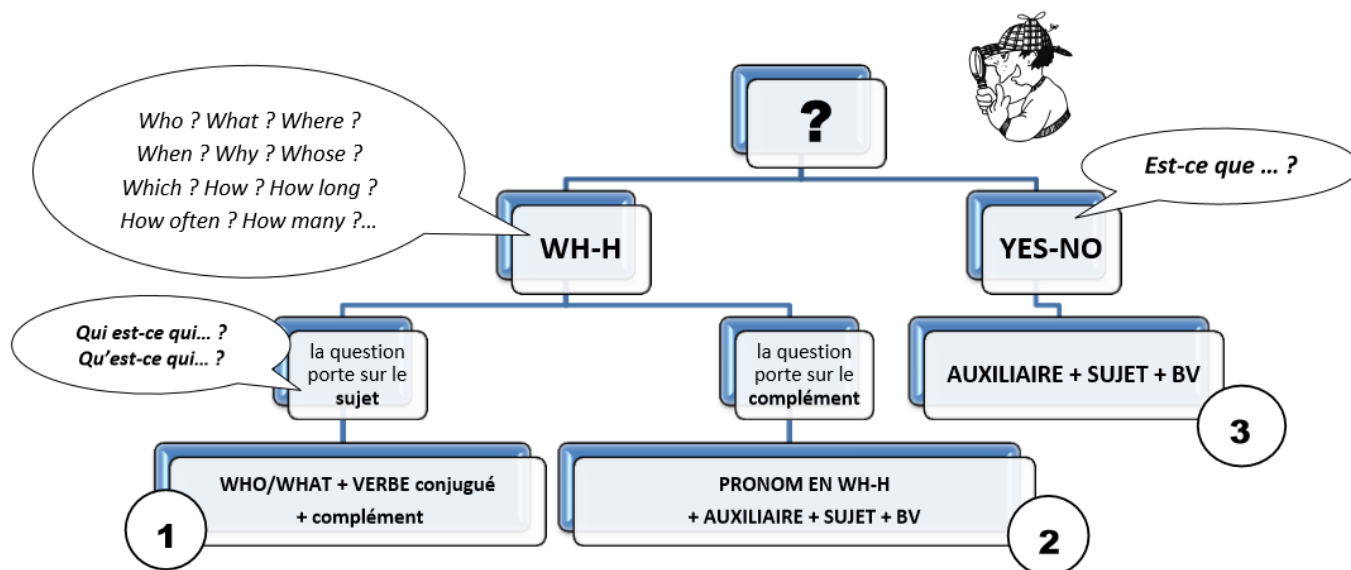 ?
Who ? What ? Where ?
When ? Why ? Whose ?
Which ? How ? How long ?
How often ? How many ?...
Est-ce que ... ?
WH-H
YES-NO
Qui est-ce qui... ?
Qu'est-ce qui... ?
la question
porte sur le
sujet
la question
porte sur le
complément
AUXILIAIRE + SUJET + BV
3
WHO/WHAT + VERBE conjugué
+ complément
1
PRONOM EN WH-H
+ AUXILIAIRE + SUJET + BV
2